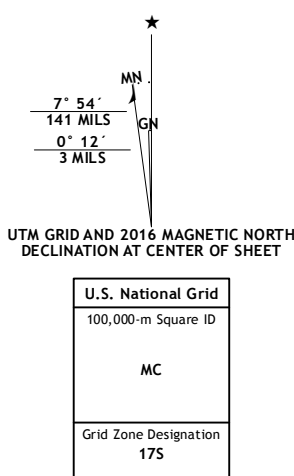 ★
MN
7° 54´
141 MILS
GN
0° 12´
3 MILS
UTM GRID AND 2016 MAGNETIC NORTH
DECLINATION AT CENTER OF SHEET
U.S. National Grid
100,000-m Square ID
MC
Grid Zone Designation
17S